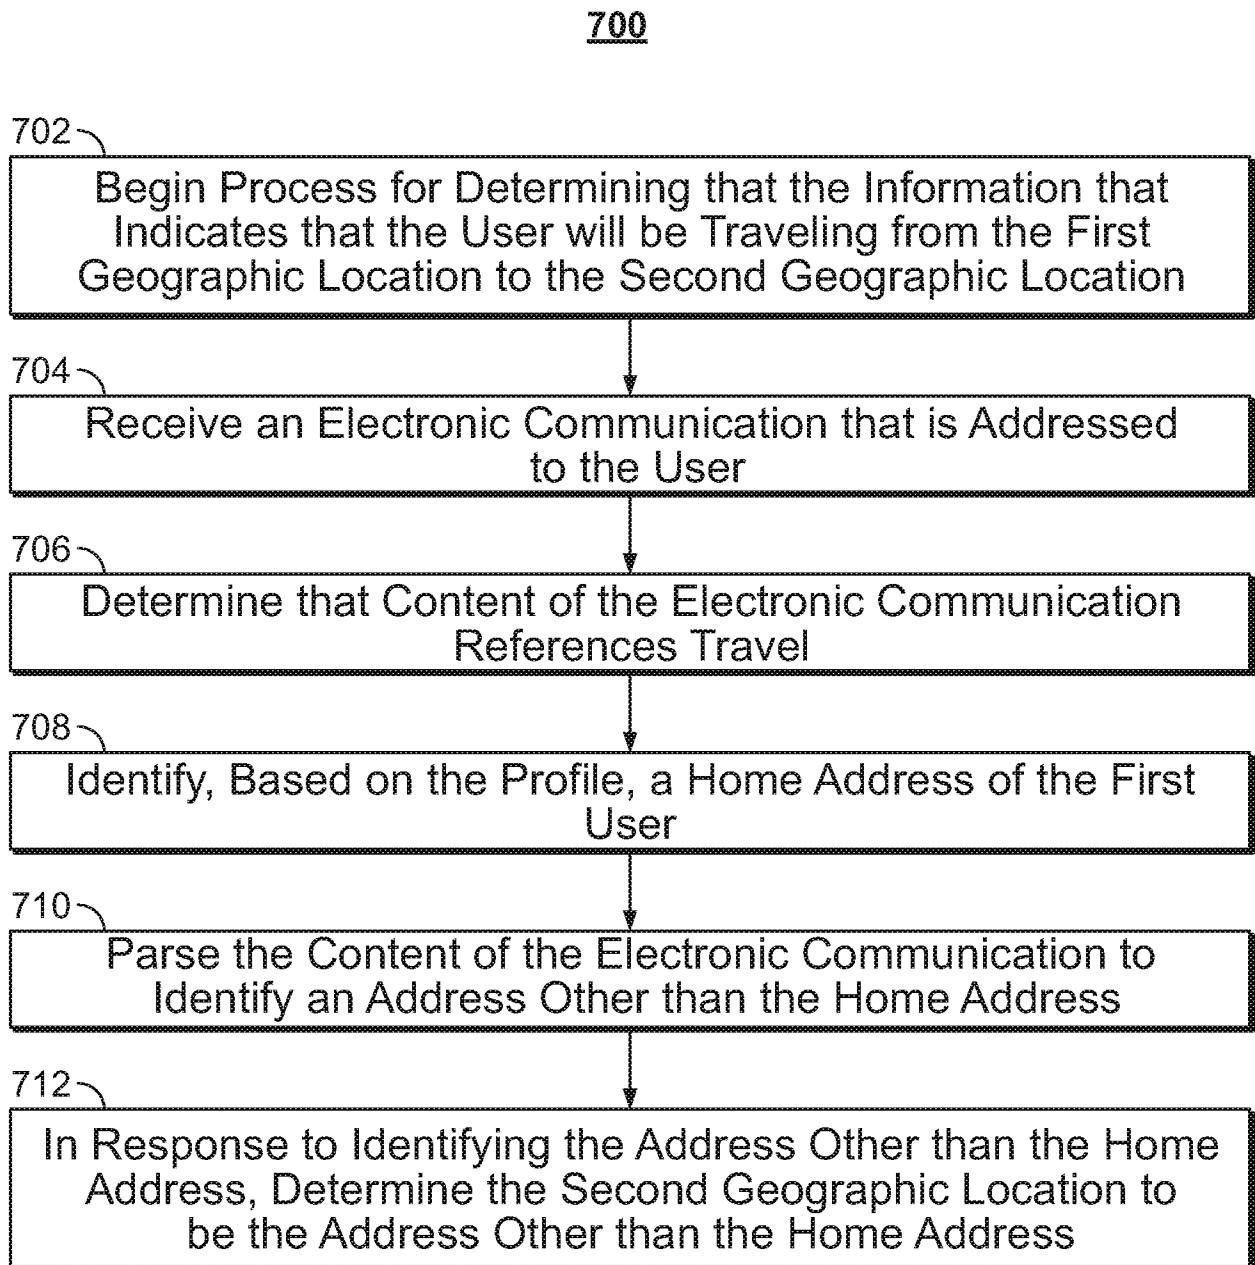 700
702
Begin Process for Determining that the Information that
Indicates that the User will be Traveling from the First
Geographic Location to the Second Geographic Location
704
Receive an Electronic Communication that is Addressed
to the User
706
Determine that Content of the Electronic Communication
References Travel
708
Identify, Based on the Profile, a Home Address of the First
User
710
Parse the Content of the Electronic Communication to
Identify an Address Other than the Home Address
712
In Response to Identifying the Address Other than the Home
Address, Determine the Second Geographic Location to
be the Address Other than the Home Address